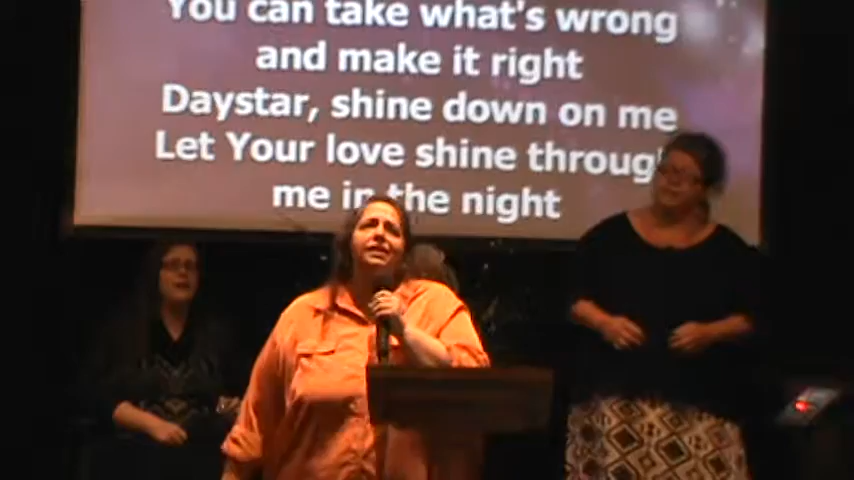 You can take what's wrong
and make it right
Daystar, shine down on me
Let Your love shine through
me in the night